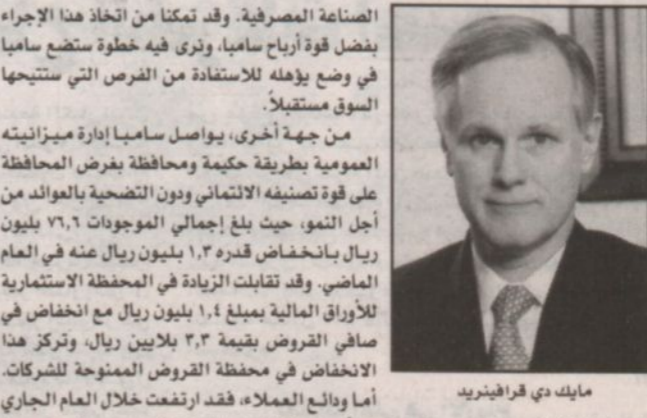 الصناعة المصرفية. وقد تمكنا من اتخاذ هذا الإجراء
بفضل قوة أرباح سامبا، ونرى فيه خطوة ستضع سامبا
في وضع يؤهله للاستفادة من الفرص التي ستتيحها
السوق مستقبلاً.
من جهة أخرى، يواصل سامبا إدارة ميزانيته
العمومية بطريقة حكيمة ومحافظة بغرض المحافظة
على قوة تصنيفه الائتماني ودون التضحية بالعوائد من
أجل النمو، حيث بلغ إجمالي الموجودات ٧٦,٦ بليون
ريال بانخفاض قدره ١,٣ بليون ريال عنه في العام
الماضي. وقد تقابلت الزيادة في المحفظة الاستثمارية
للأوراق المالية بمبلغ ١,٤ بليون ريال مع انخفاض في
صافي القروض بقيمة ٣,٣ بلايين ريال، وتركز هذا
الانخفاض في محفظة القروض الممنوحة للشركات.
أما ودائع العملاء، فقد ارتفعت خلال العام الجاري
مايك دي قرافينريد